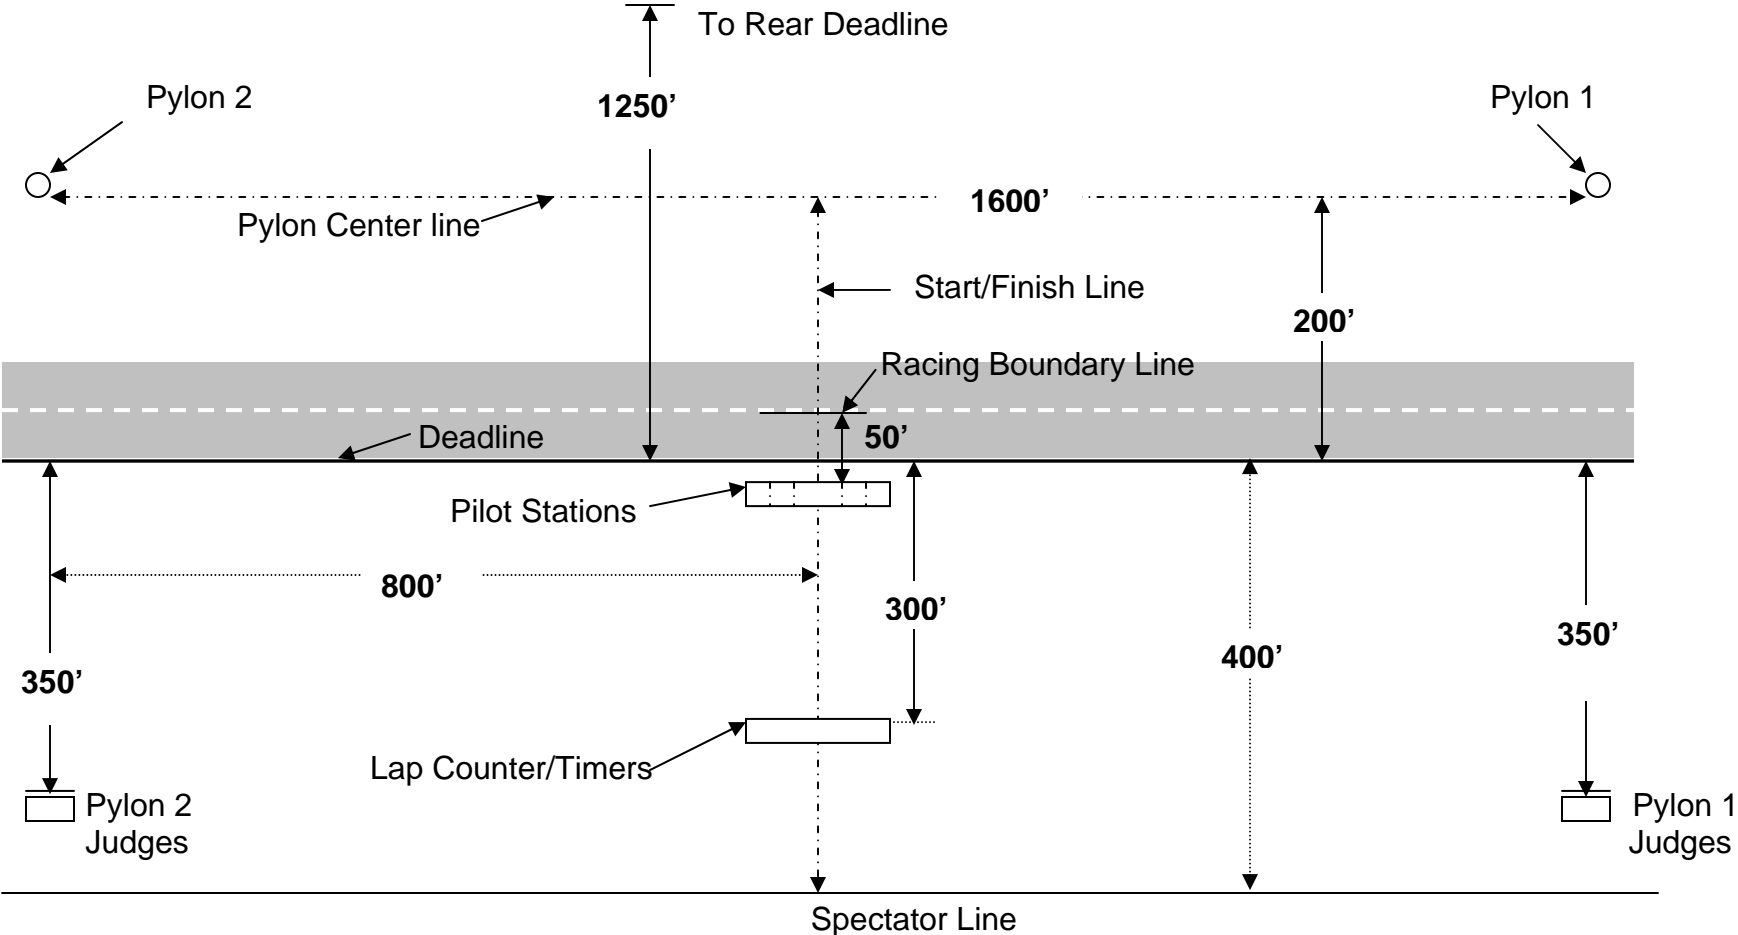 To Rear Deadline
Pylon 2
1250’
Pylon 1
1600’
Pylon Center line
Start/Finish Line
200’
Racing Boundary Line
Deadline
50’
Pilot Stations
800’
300’
350’
400’
350’
Lap Counter/Timers
Pylon 2
Judges
Pylon 1
Judges
Spectator Line